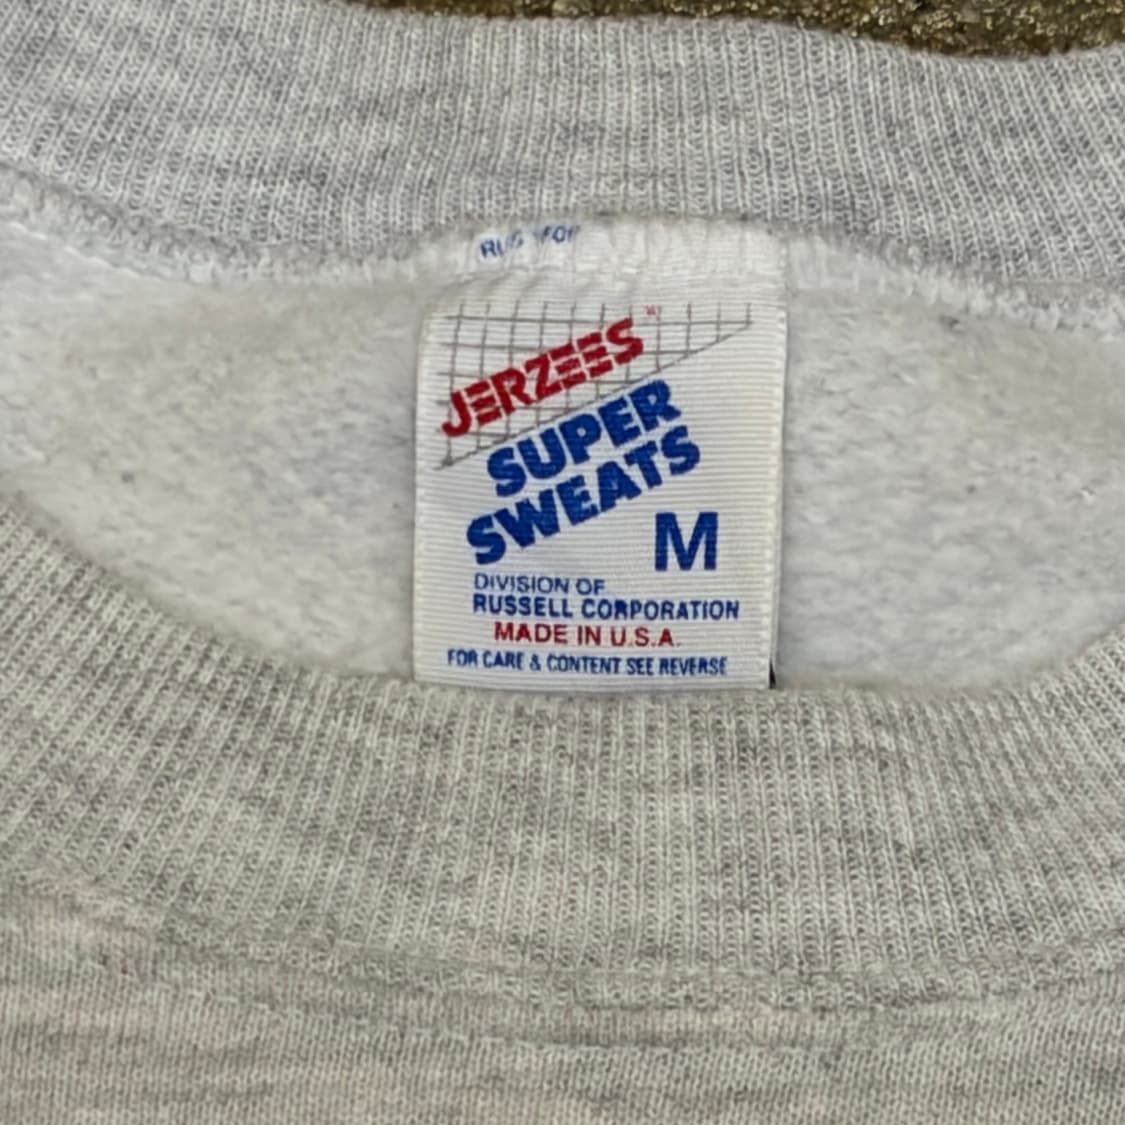 JERZEES
SUPER
SWEATS
M
DIVISION OF
RUSSELL CORPORATION
MADE IN U.S.A.
FOR CARE & CONTENT SEE REVERSE